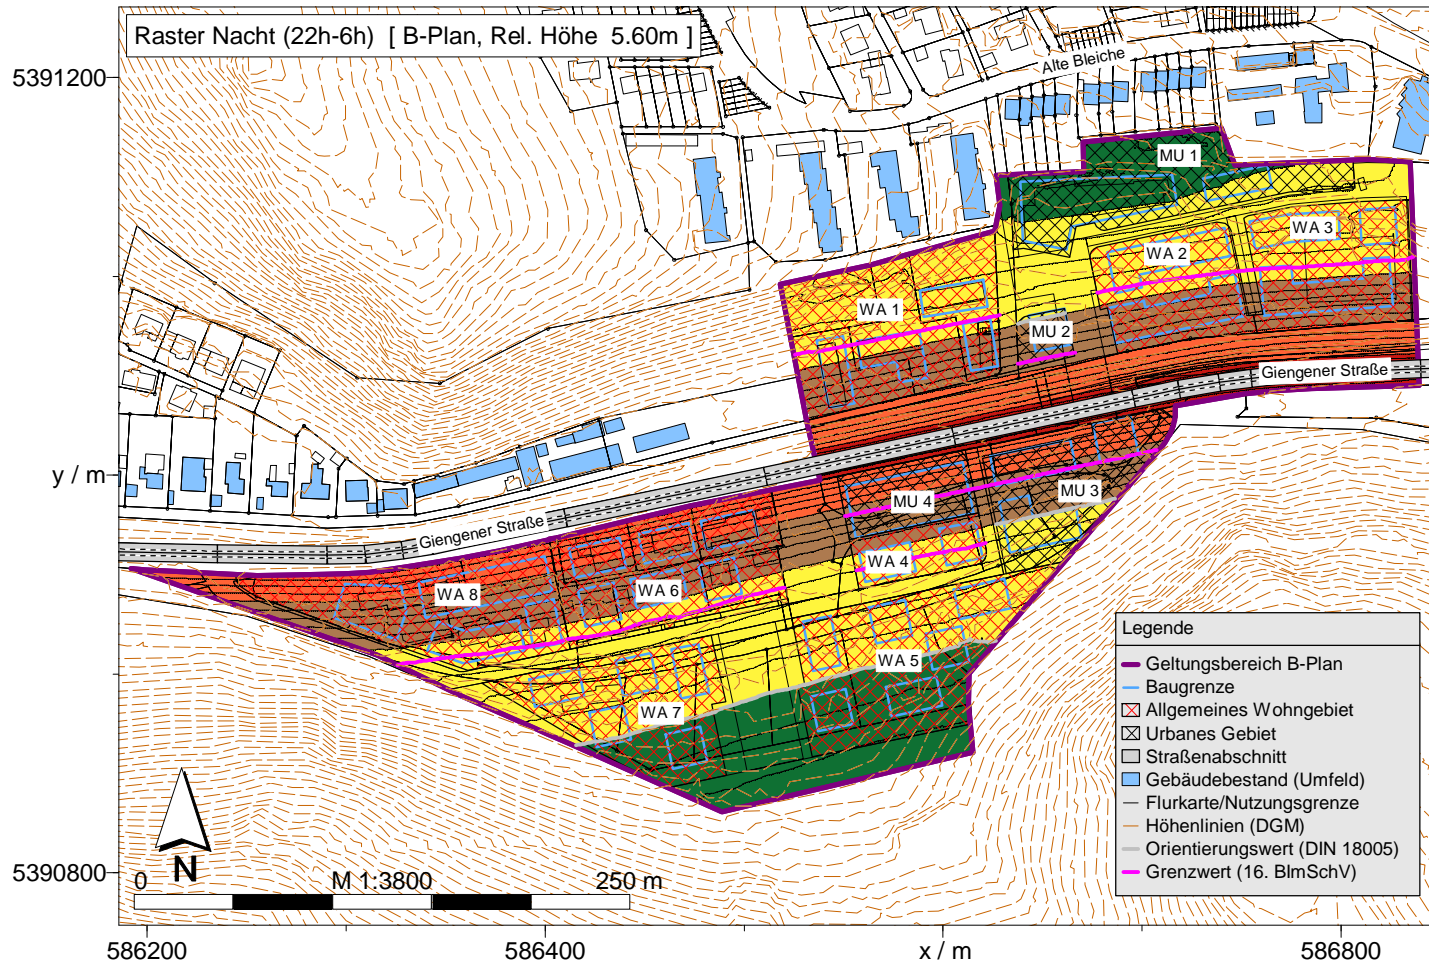 Raster Nacht (22h-6h) [ B-Plan, Rel. Höhe 5.60m ]
5391200
Alte Bleiche
MU 1
WA 3
WA 2
WA 1
MU 2
Giengener Straße
y / m
MU 3
MU 4
Giengener Straße
WA 4
WA 6
WA 8
WA 5
WA 7
Legende
Geltungsbereich B-Plan
Baugrenze
Allgemeines Wohngebiet
Urbanes Gebiet
Straßenabschnitt
Gebäudebestand (Umfeld)
Flurkarte/Nutzungsgrenze
Höhenlinien (DGM)
Orientierungswert (DIN 18005)
Grenzwert (16. BImSchV)
N
5390800
0 M 1:3800 250 m
586200 586400 x / m 586800